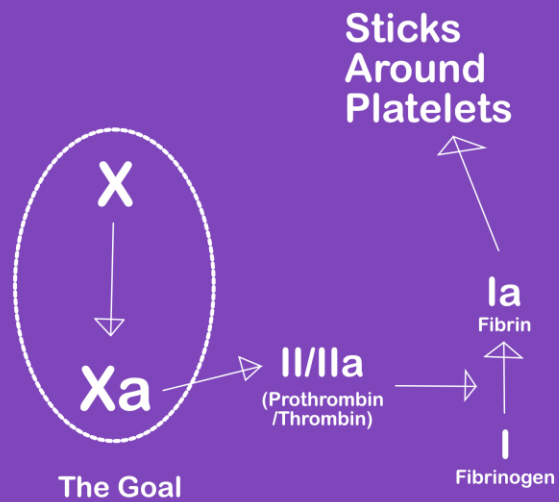 Sticks
Around
Platelets
X
Xa
The Goal
II/IIa
(Prothrombin
/Thrombin)
Ia
Fibrin
I
Fibrinogen